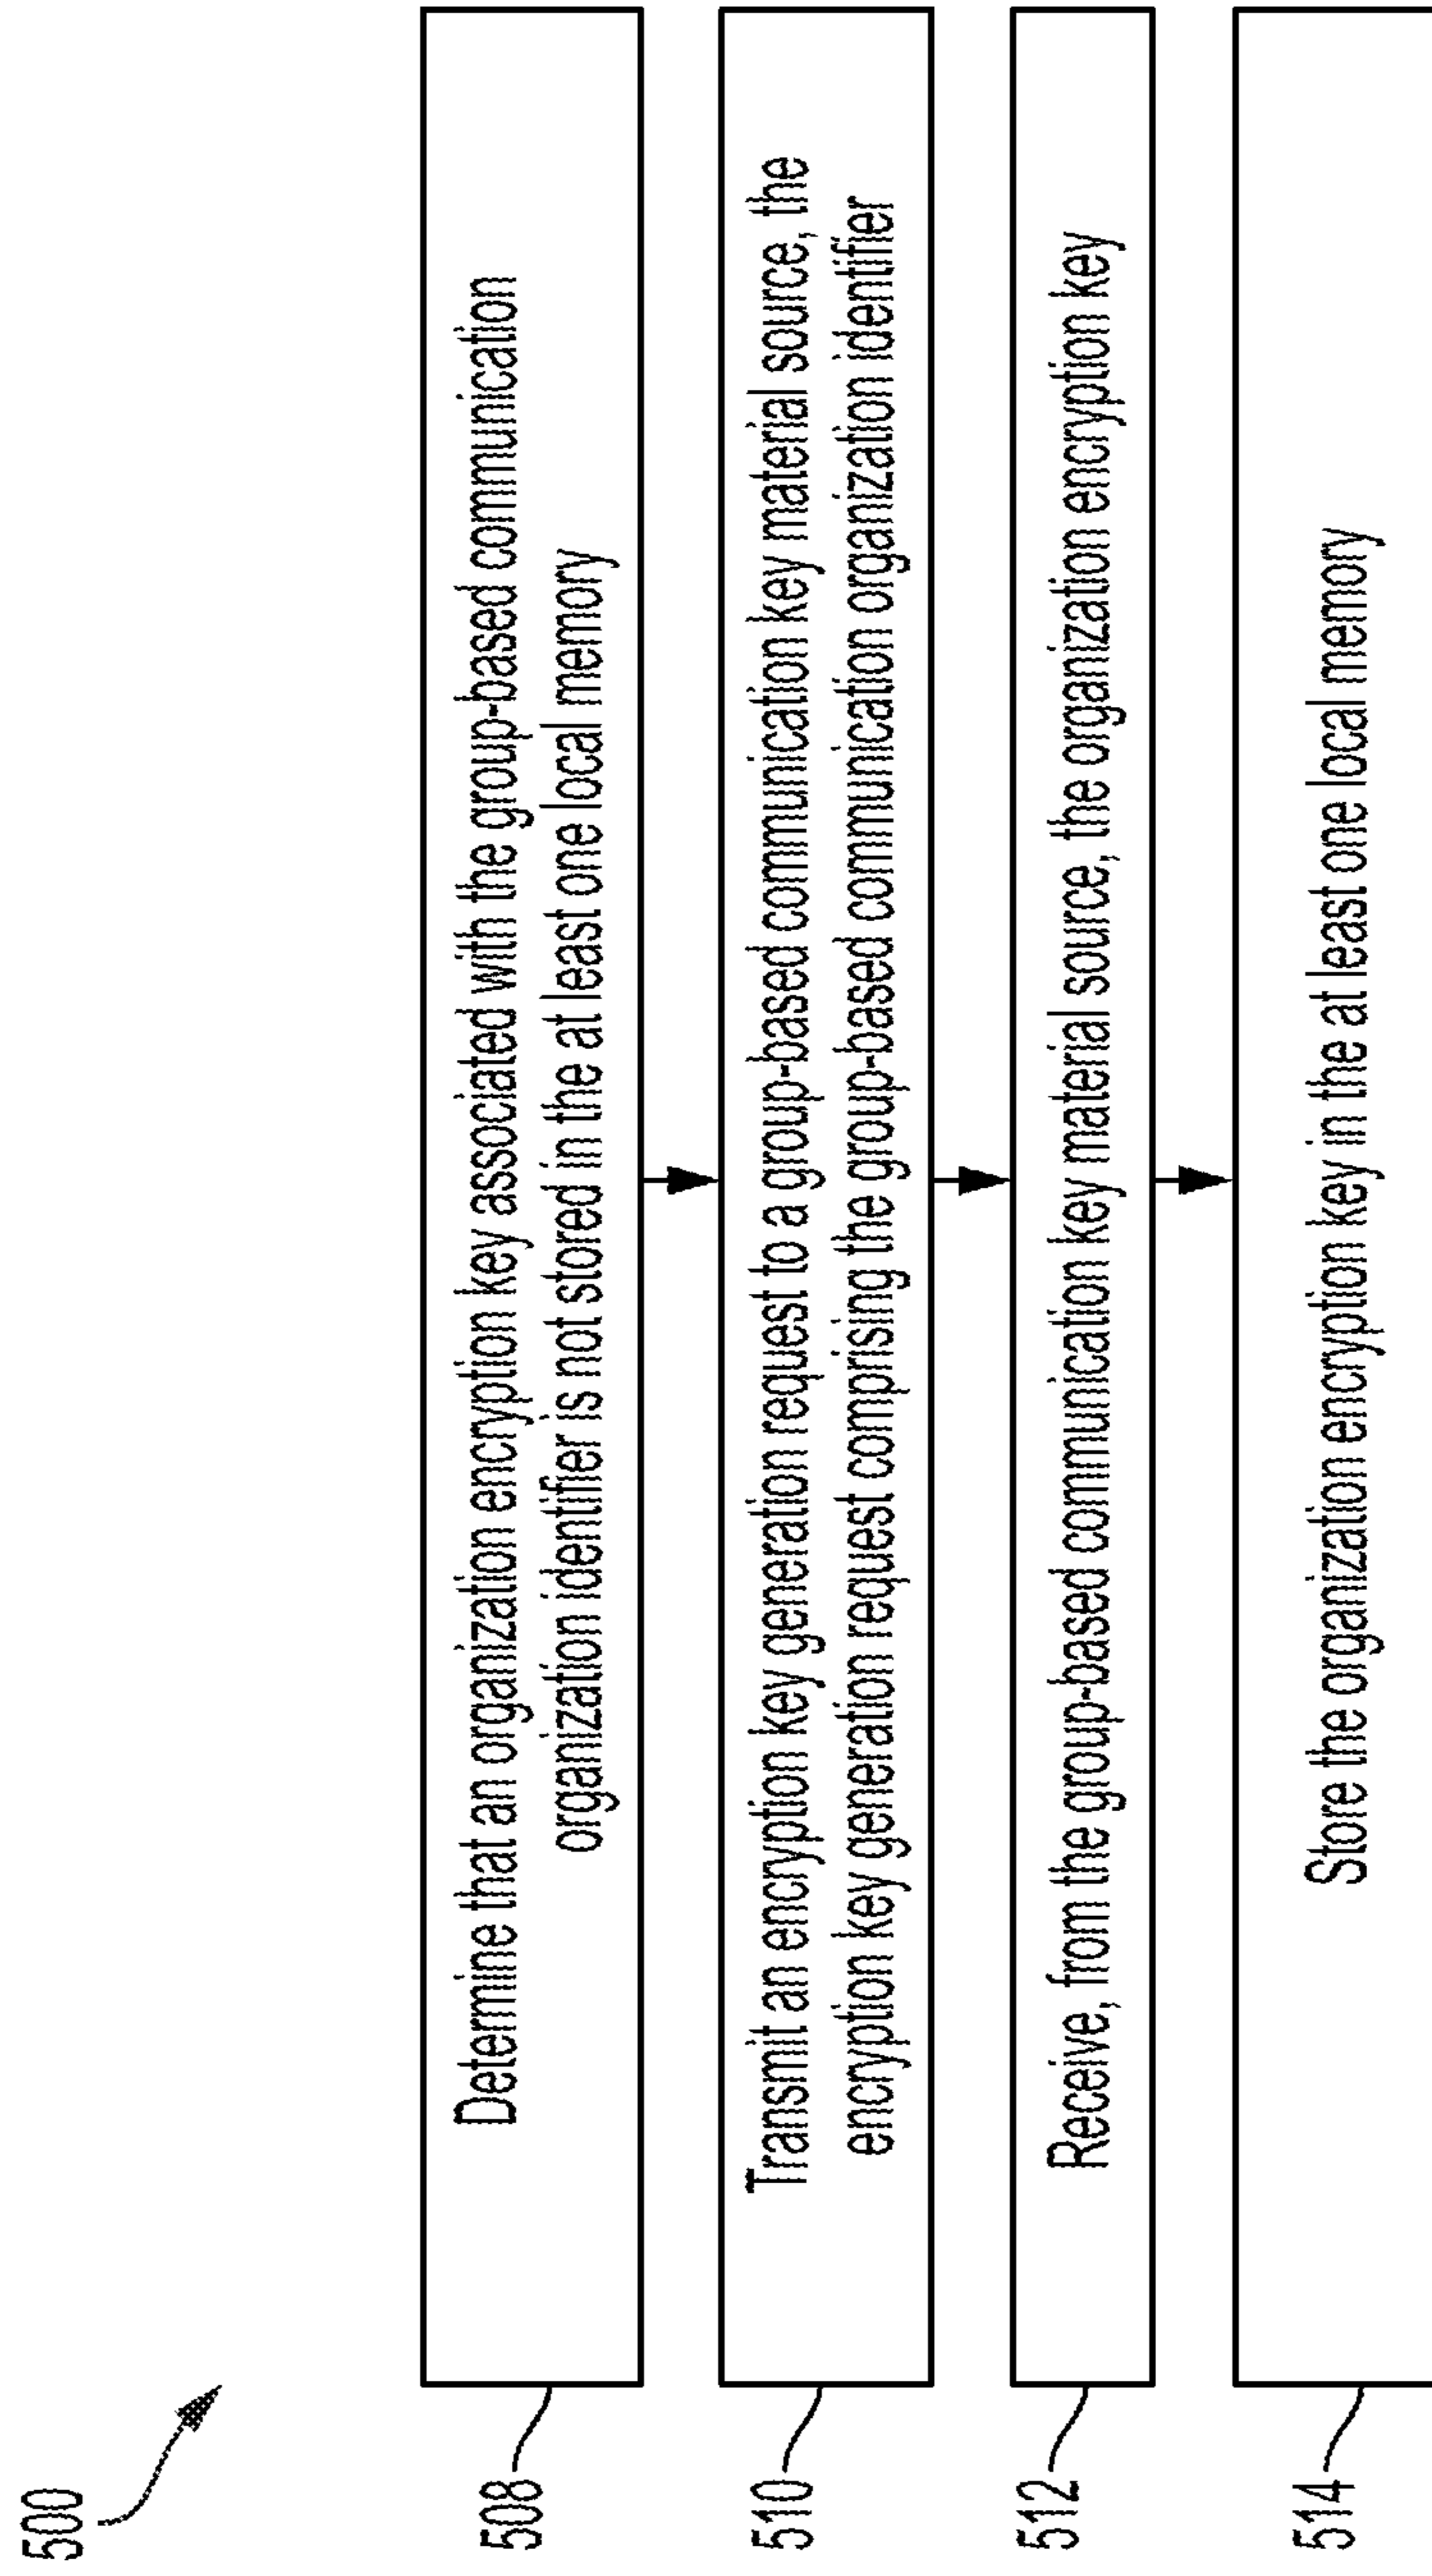 500
508
Determine that an organization encryption key associated with the group-based communication
organization identifier is not stored in the at least one local memory
510
Transmit an encryption key generation request to a group-based communication key material source, the
encryption key generation request comprising the group-based communication organization identifier
512
Receive, from the group-based communication key material source, the organization encryption key
514
Store the organization encryption key in the at least one local memory